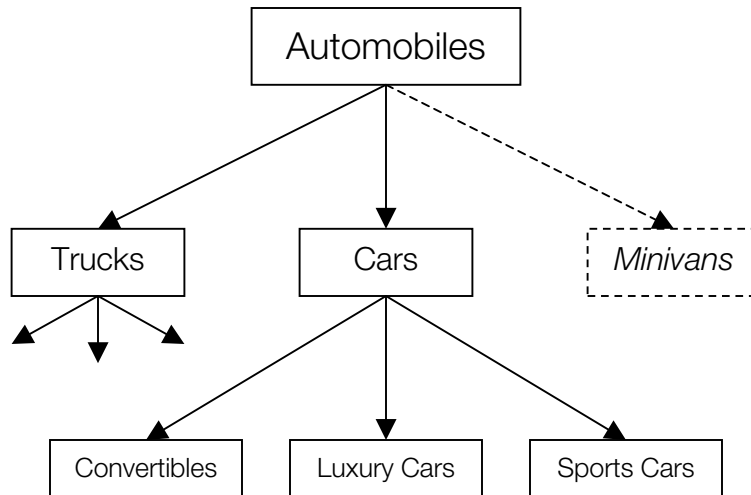 Automobiles
Trucks
Cars
Minivans
Convertibles
Luxury Cars
Sports Cars